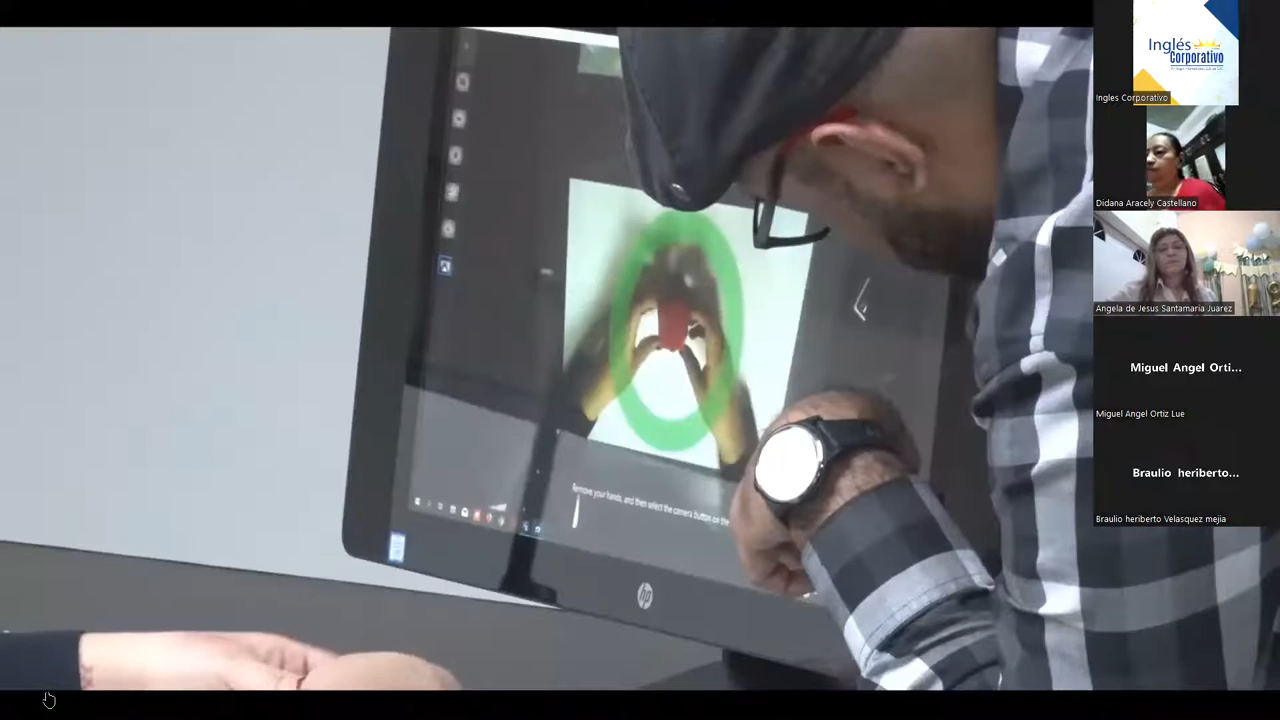 Remove your hands, and then select the camera button on the
hp
Inglés
Corporativo
Ingles Corporativo
Didana Aracely Castellano
Angela de Jesus Santamaria Juarez
Miguel Angel Orti...
Miguel Angel Ortiz Lue
Braulio heriberto...
Braulio heriberto Velasquez mejia